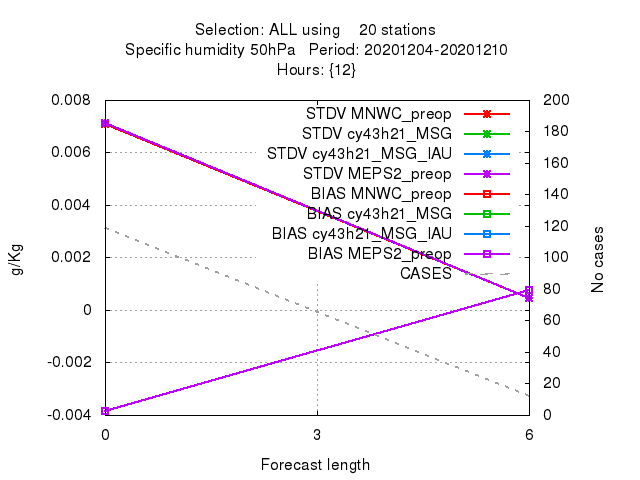 Selection: ALL using 20 stations
Specific humidity 50hPa Period: 20201204-20201210
Hours: {12}
0.008
0.006
0.004
0.002
0
-0.002
-0.004
g/Kg
STDV MNWC_preop
STDV cy43h21_MSG
STDV cy43h21_MSG_IAU
STDV MEPS2_preop
BIAS MNWC_preop
BIAS cy43h21_MSG
BIAS cy43h21_MSG_IAU
BIAS MEPS2_preop
CASES
200
180
160
140
120
100
80
60
40
20
0
No cases
0 3 6
Forecast length